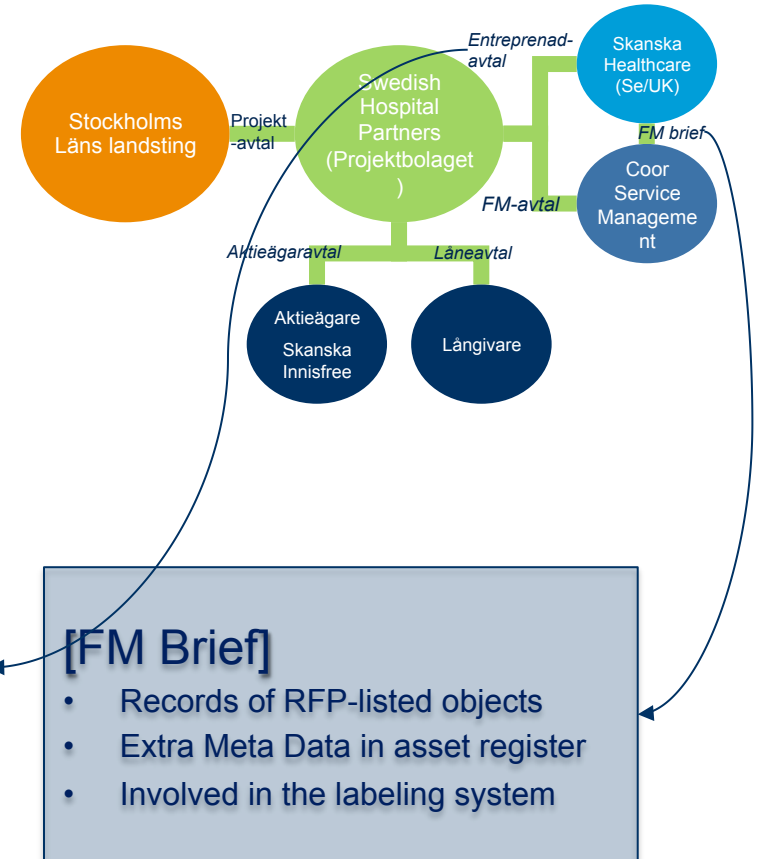 Entreprenad-
avtal
Skanska
Healthcare
(Se/UK)
Swedish
Hospital
Partners
(Projektbolaget
)
Stockholms
Läns landsting
Projekt
-avtal
FM brief
Coor
Service
Manageme
nt
FM-avtal
Aktieägaravtal
Låneavtal
Aktieägare
Skanska
Innisfree
Långivare
[FM Brief]
• Records of RFP-listed objects
• Extra Meta Data in asset register
• Involved in the labeling system